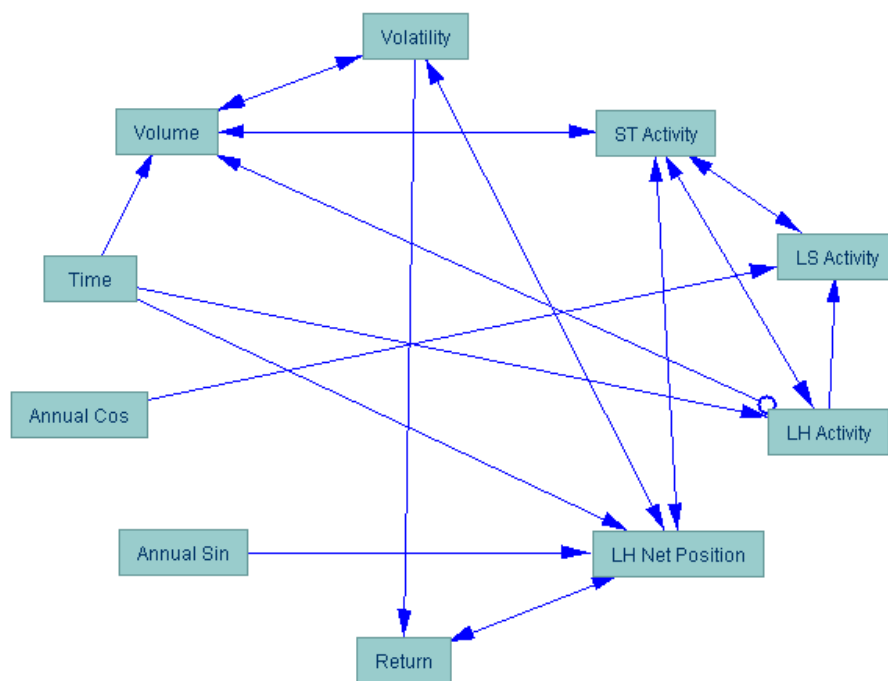 Volatility
Volume
ST Activity
LS Activity
Time
Annual Cos
LH Activity
Annual Sin
LH Net Position
Return